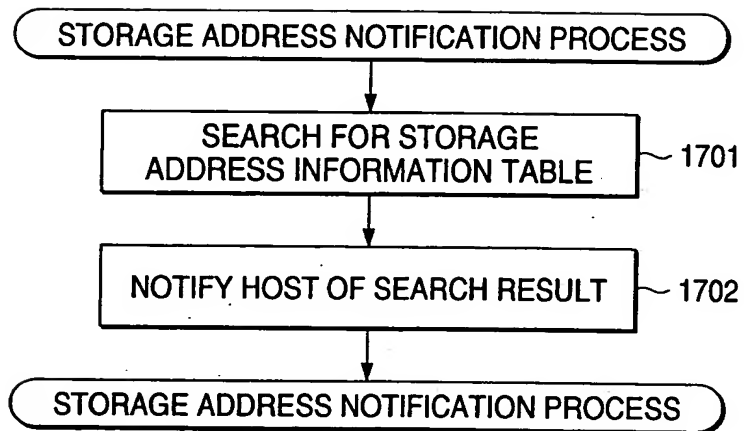 STORAGE ADDRESS NOTIFICATION PROCESS
SEARCH FOR STORAGE
ADDRESS INFORMATION TABLE
1701
NOTIFY HOST OF SEARCH RESULT
1702
STORAGE ADDRESS NOTIFICATION PROCESS